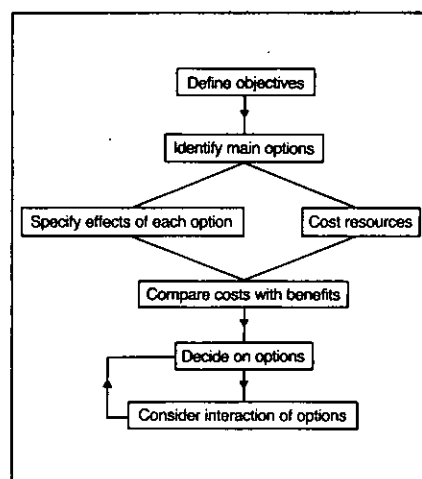 Define objectives
Identify main options
Specify effects of each option
Cost resources
Compare costs with benefits
Decide on options
Consider interaction of options